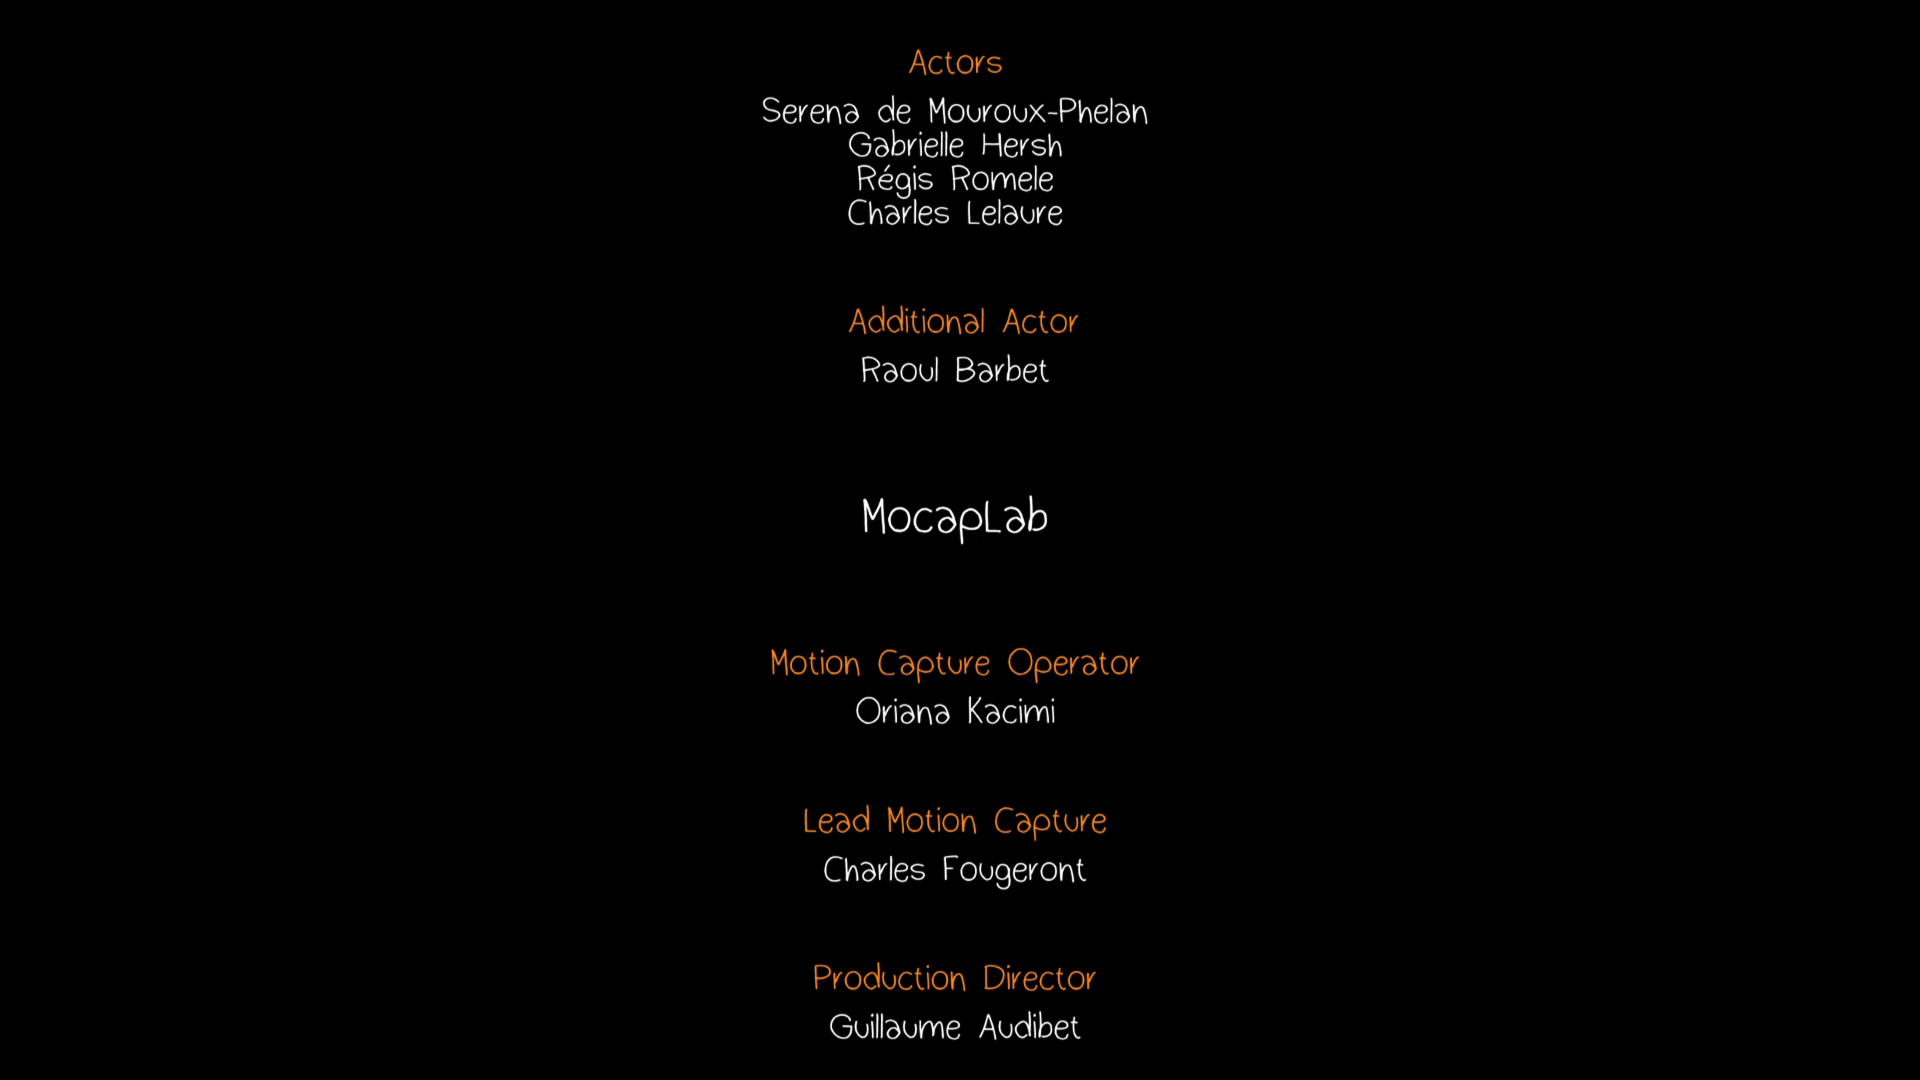 Actors
Serena de Mouroux-Phelan
Gabrielle Hersh
Régis Romele
Charles Lelaure
Additional Actor
Raoul Barbet
MocapLab
Motion Capture Operator
Oriana Kacimi
Lead Motion Capture
Charles Fougeront
Production Director
Guillaume Audibet